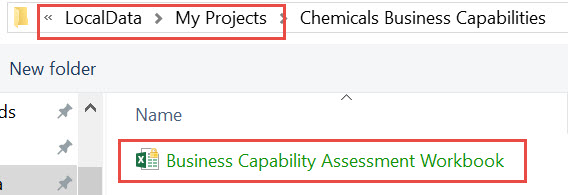 « LocalData > My Projects > Chemicals Business Capabilities
New folder
ds
Name
Business Capability Assessment Workbook
a